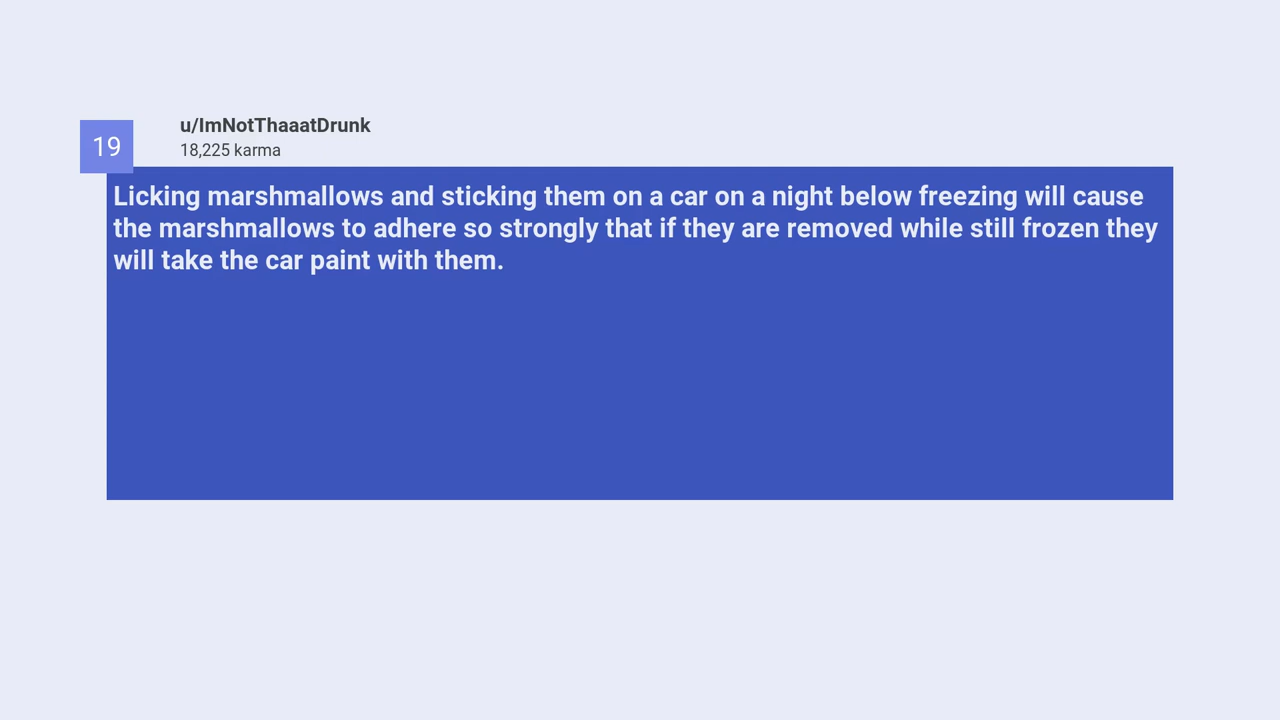 19
u/ImNotThaaatDrunk
18,225 karma
Licking marshmallows and sticking them on a car on a night below freezing will cause
the marshmallows to adhere so strongly that if they are removed while still frozen they
will take the car paint with them.